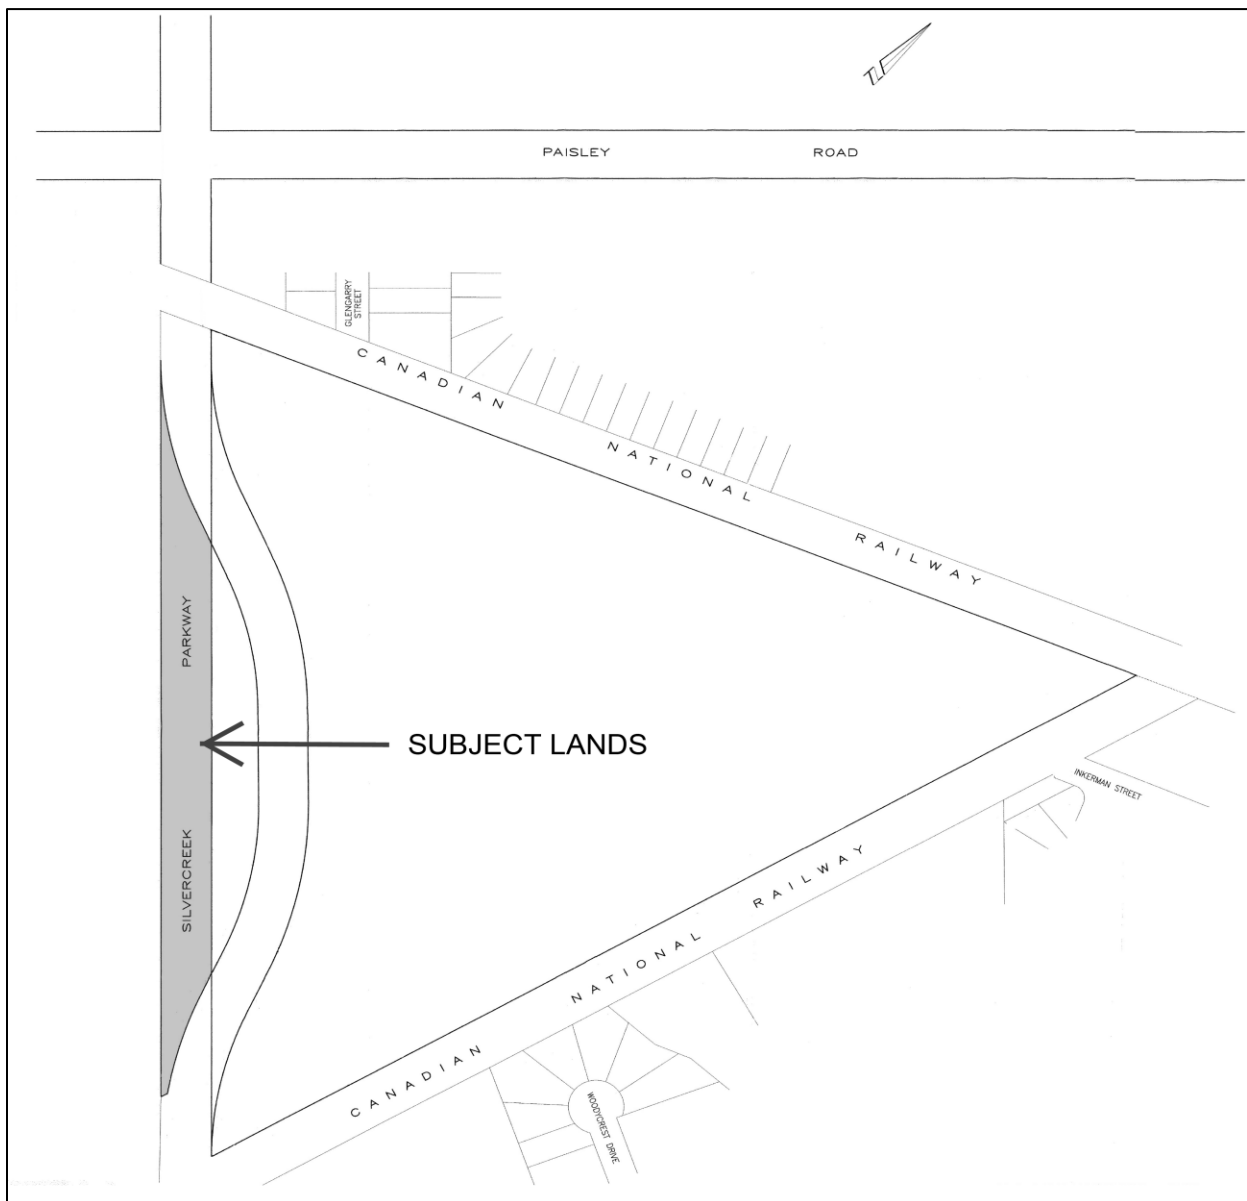 PAISLEY ROAD
GLENGARRY
STREET
CANADIAN NATIONAL RAILWAY
PARKWAY
SUBJECT LANDS
SILVERCREEK
INKERMAN STREET
CANADIAN NATIONAL RAILWAY
WOODYCREST DRIVE